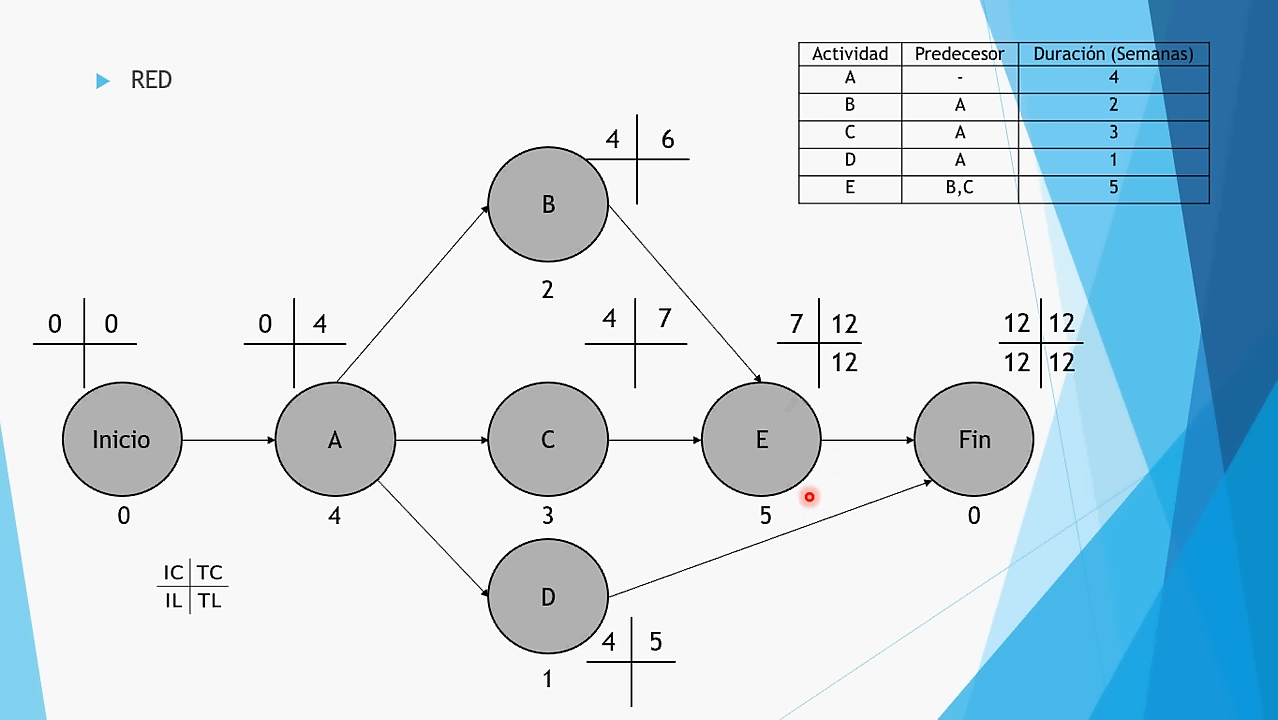 RED
Actividad Predecesor Duración (Semanas)
A - 4
B A 2
C A 3
D A 1
E B,C 5
4 6
B
2
0 0
0 4
4 7
7 12
12
12 12
12 12
Inicio
A
C
E
Fin
0
4
3
5
0
IC TC
IL TL
D
4 5
1